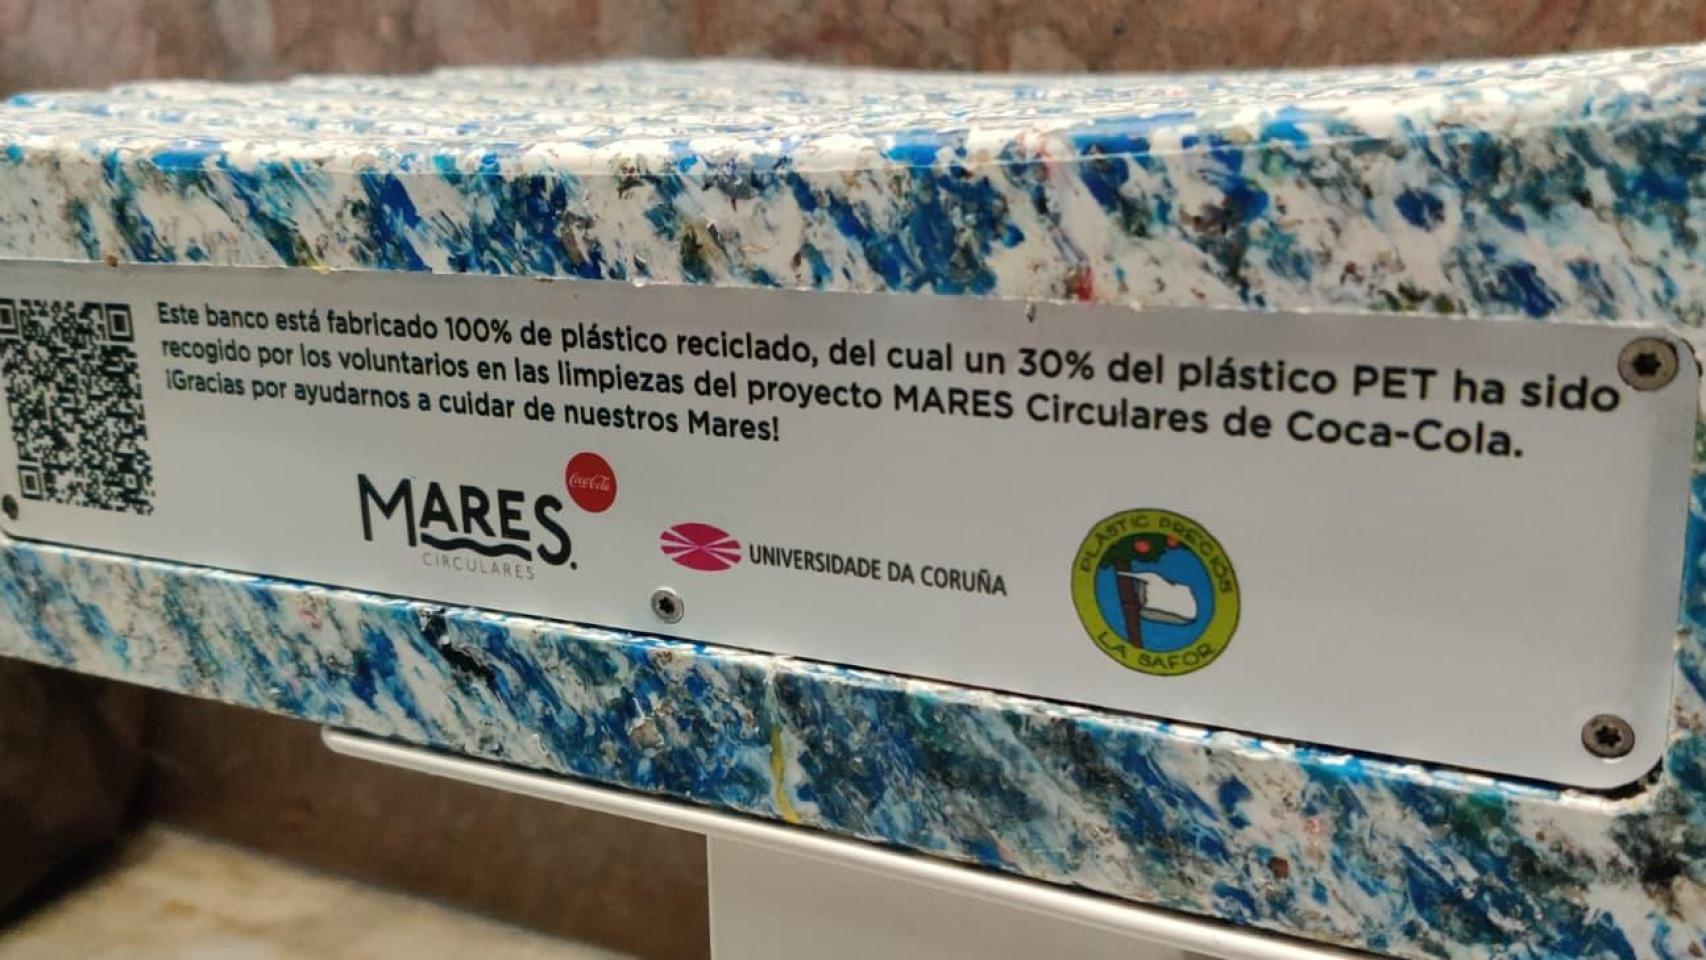 Este banco está fabricado 100% de plástico reciclado, del cual un 30% del plástico PET ha sido
recogido por los voluntarios en las limpiezas del proyecto MARES Circulares de Coca-Cola.
¡Gracias por ayudarnos a cuidar de nuestros Mares!
Coca-Cola
MARES.
CIRCULARES
UNIVERSIDADE DA CORUÑA
PLÀSTIC PRECIÓS
LA SAFOR